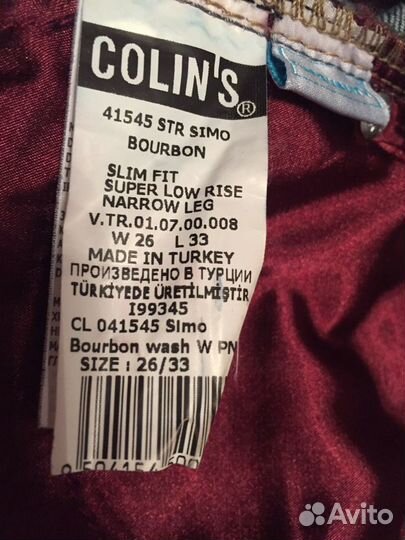 COLIN'S®
41545 STR SIMO
BOURBON
SLIM FIT
SUPER LOW RISE
NARROW LEG
V.TR.01.07.00.008
W 26 L 33
MADE IN TURKEY
ПРОИЗВЕДЕНО В ТУРЦИИ
TÜRKİYEDE ÜRETİLMİŞTİR
I99345
CL 041545 Simo
Bourbon wash W PN
SIZE : 26/33
Avito